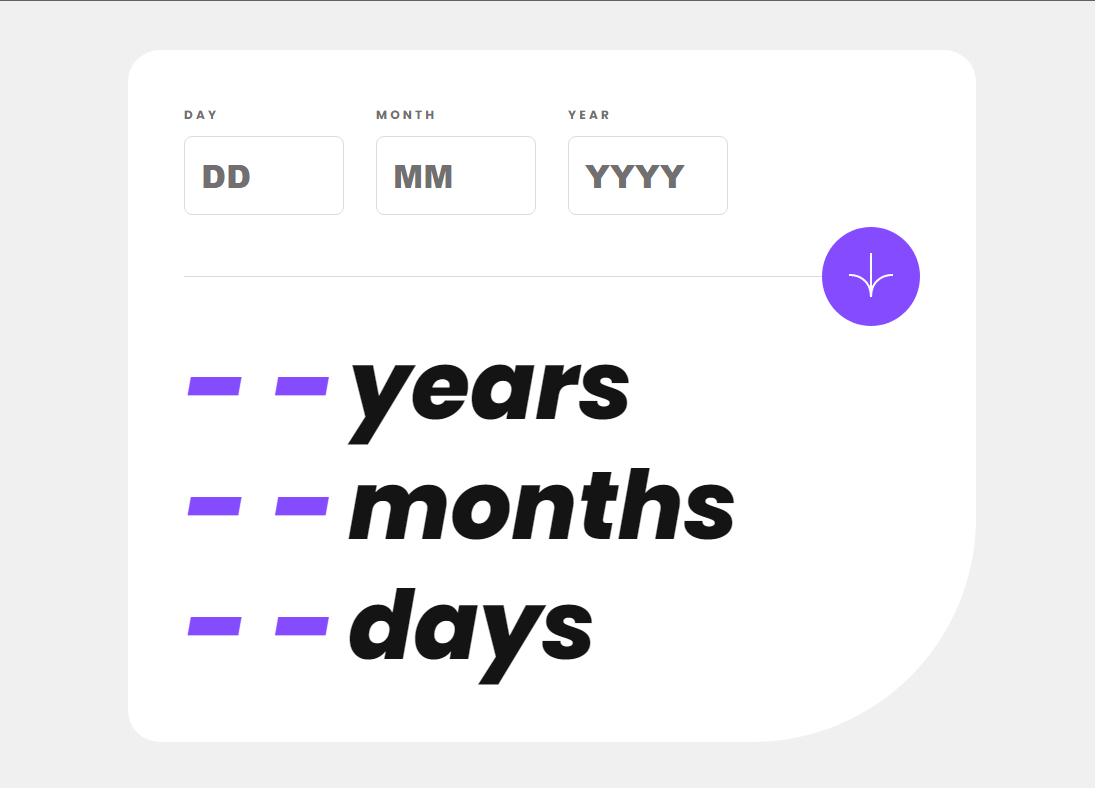 DAY MONTH YEAR
DD MM YYYY
-- years
-- months
-- days